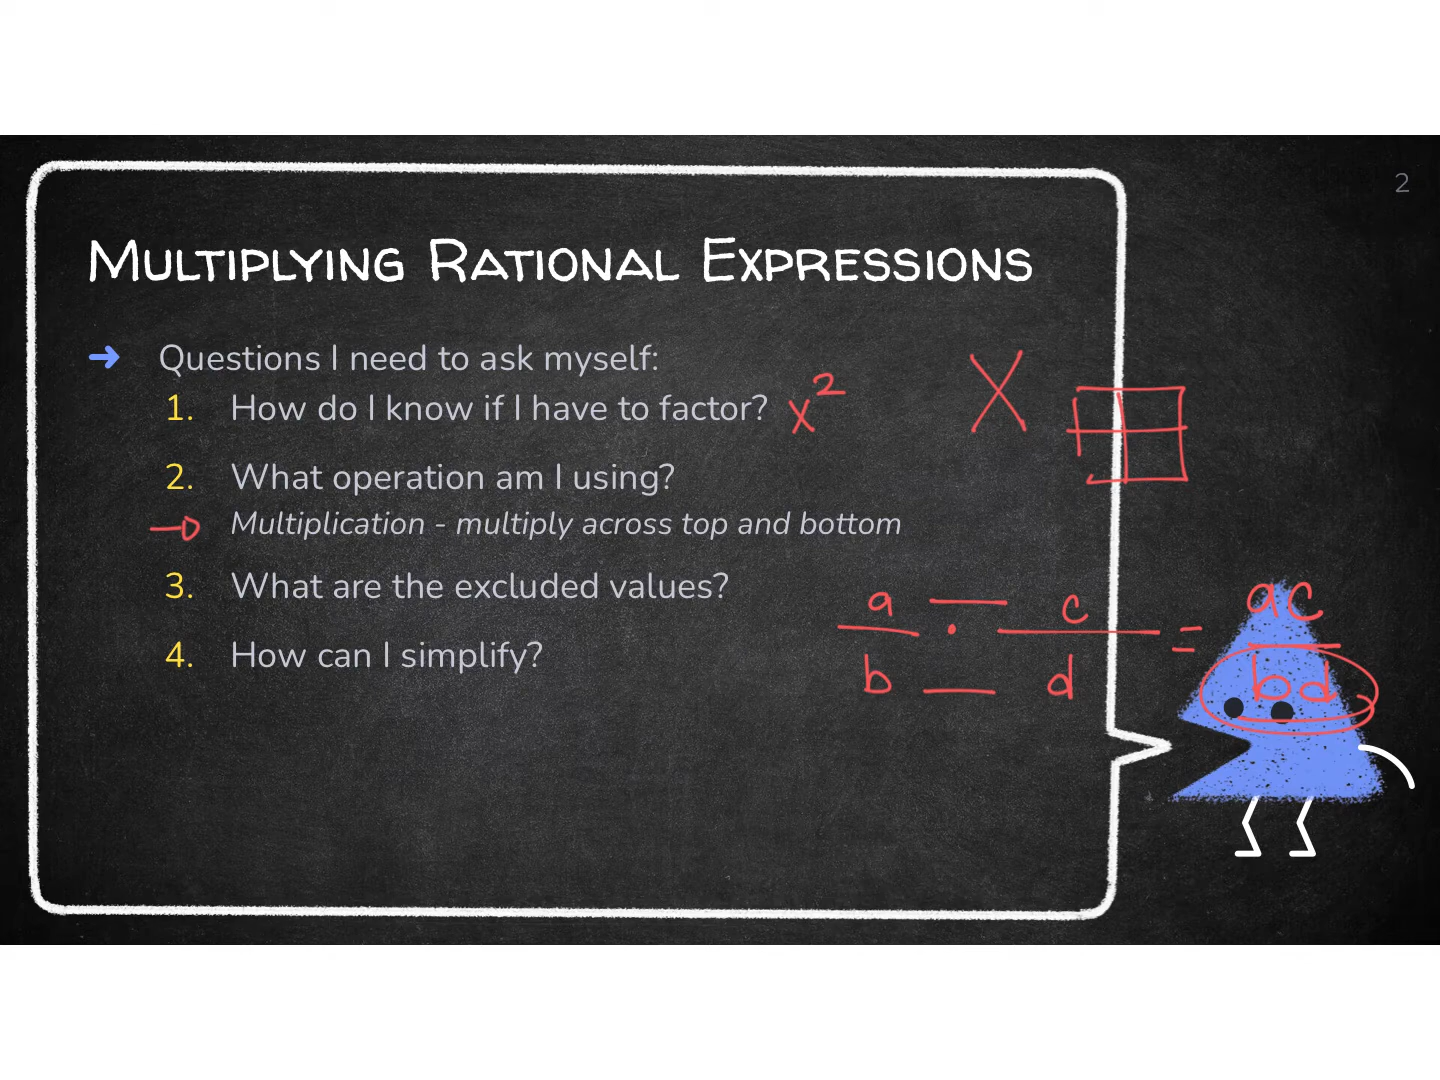 2
Multiplying Rational Expressions
➜ Questions I need to ask myself:
1. How do I know if I have to factor? x²
X
2. What operation am I using?
Multiplication - multiply across top and bottom
3. What are the excluded values?
a/b · c/d = ac/bd
4. How can I simplify?